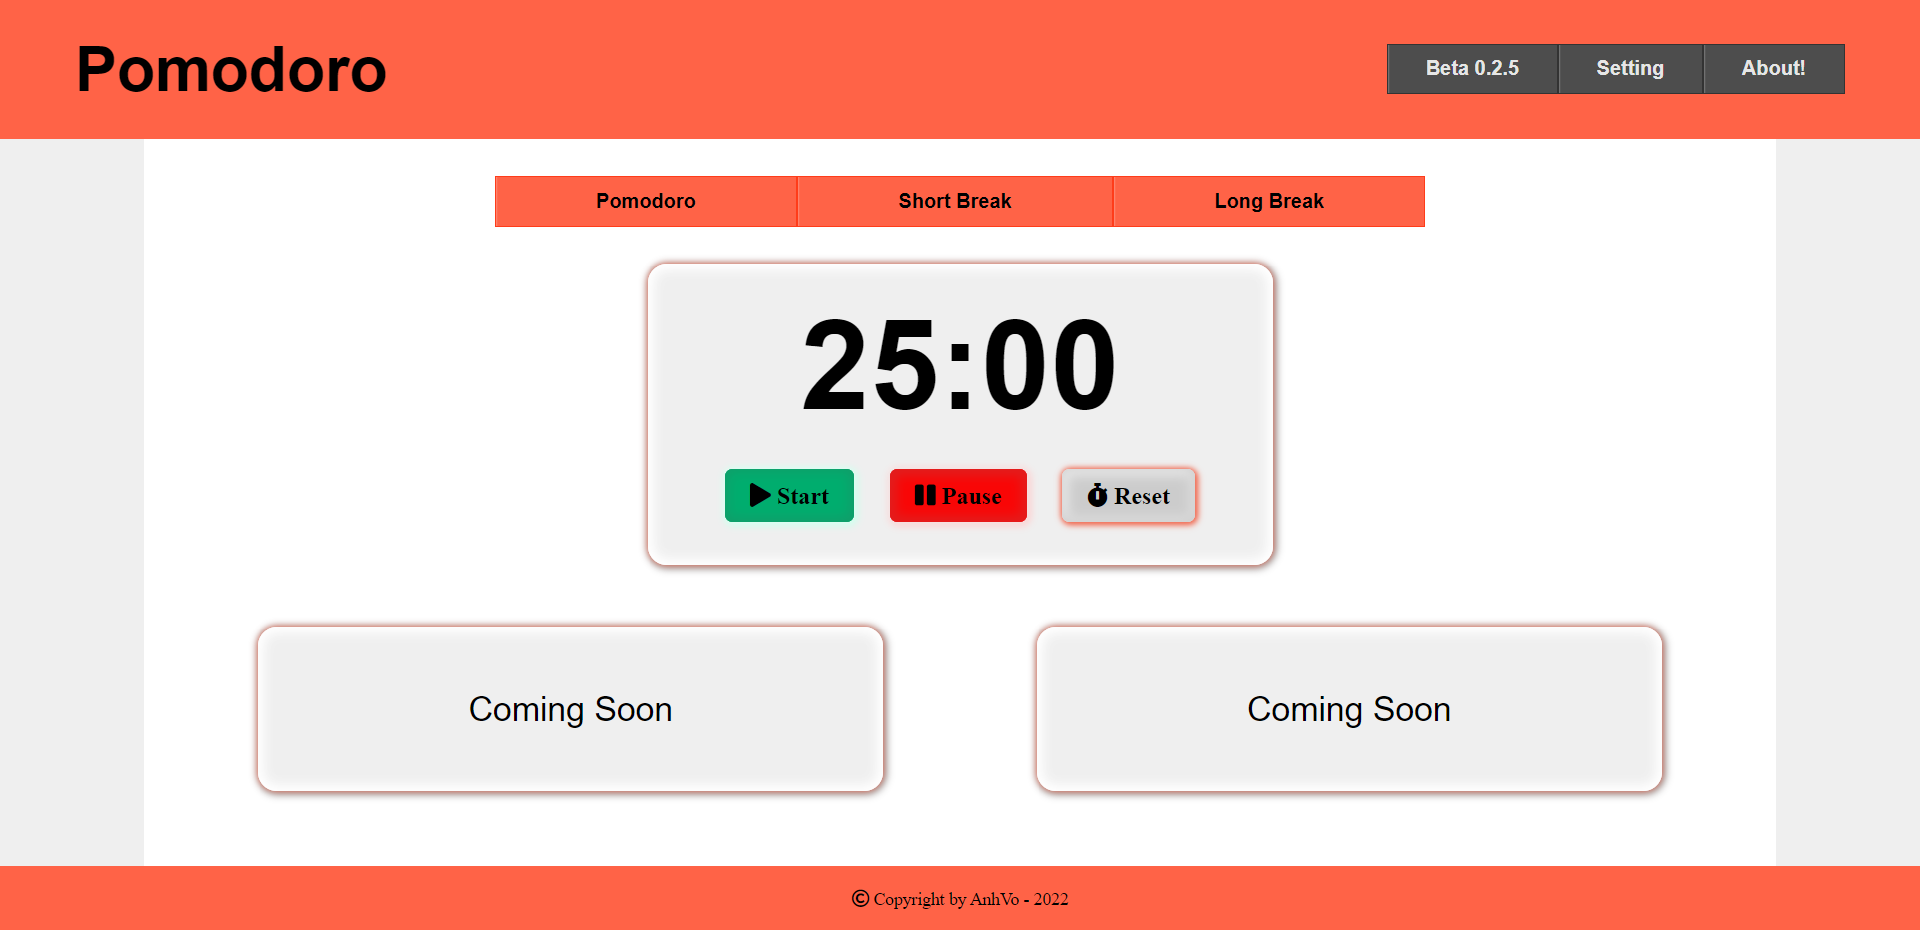 Pomodoro
Beta 0.2.5 Setting About!
Pomodoro Short Break Long Break
25:00
Start Pause Reset
Coming Soon Coming Soon
© Copyright by AnhVo - 2022